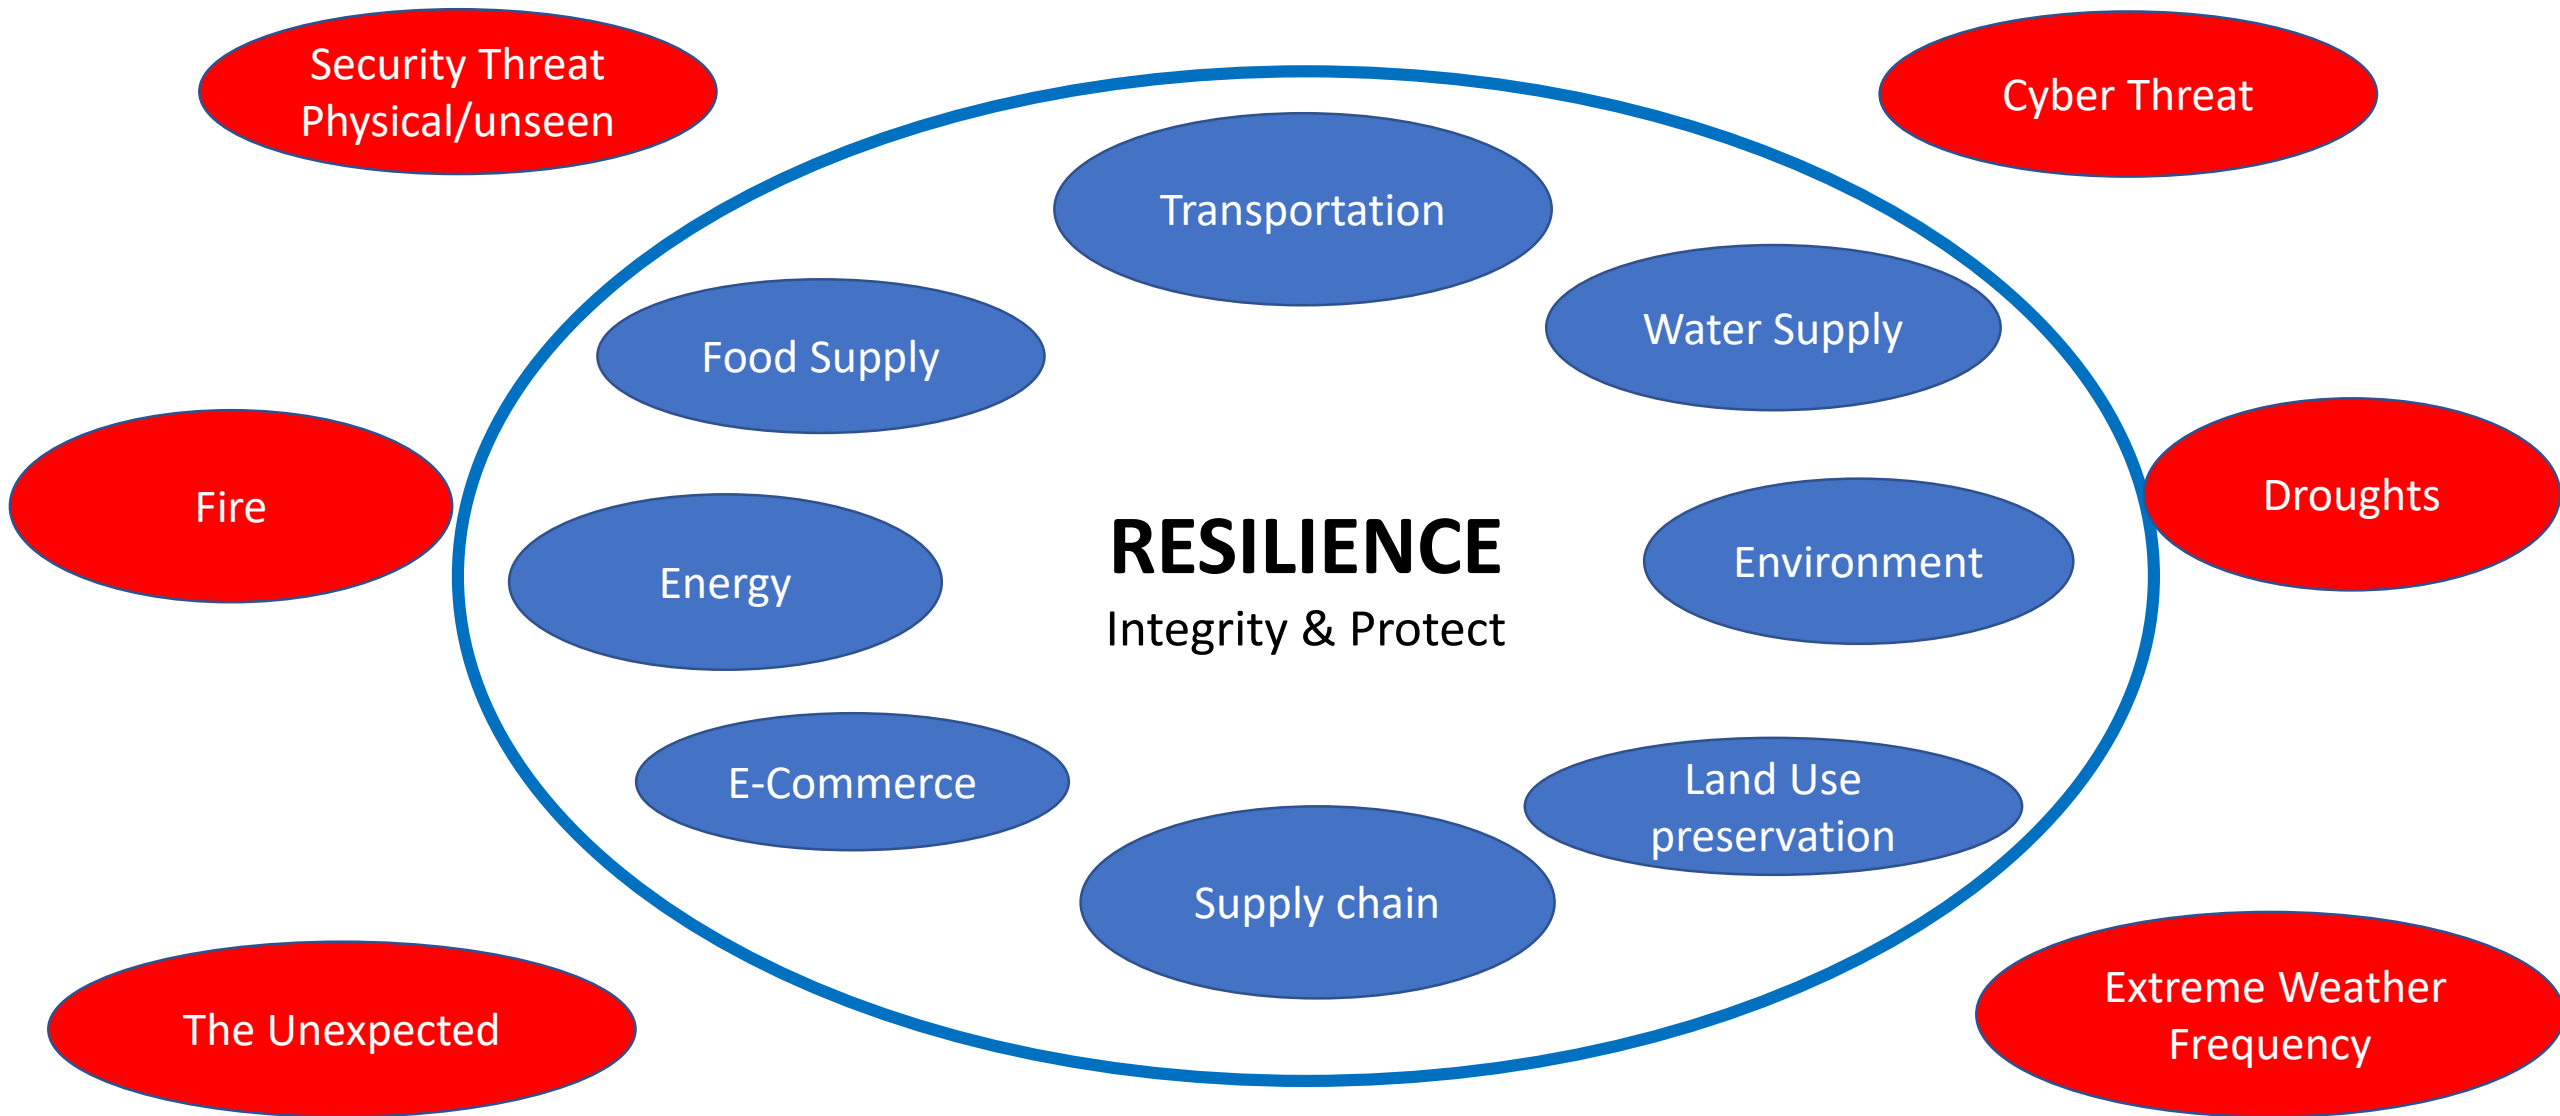 Security Threat
Physical/unseen
Cyber Threat
Transportation
Water Supply
Food Supply
Fire
Droughts
RESILIENCE
Integrity & Protect
Energy
Environment
E-Commerce
Land Use
preservation
Supply chain
The Unexpected
Extreme Weather
Frequency